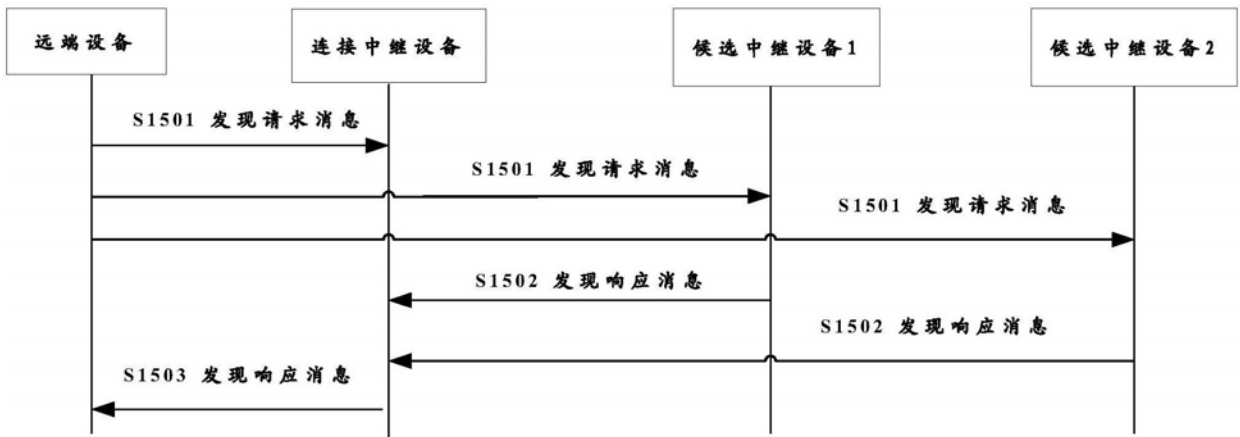 远端设备
连接中继设备
候选中继设备1
候选中继设备2
S1501 发现请求消息
S1501 发现请求消息
S1501 发现请求消息
S1502 发现响应消息
S1502 发现响应消息
S1503 发现响应消息